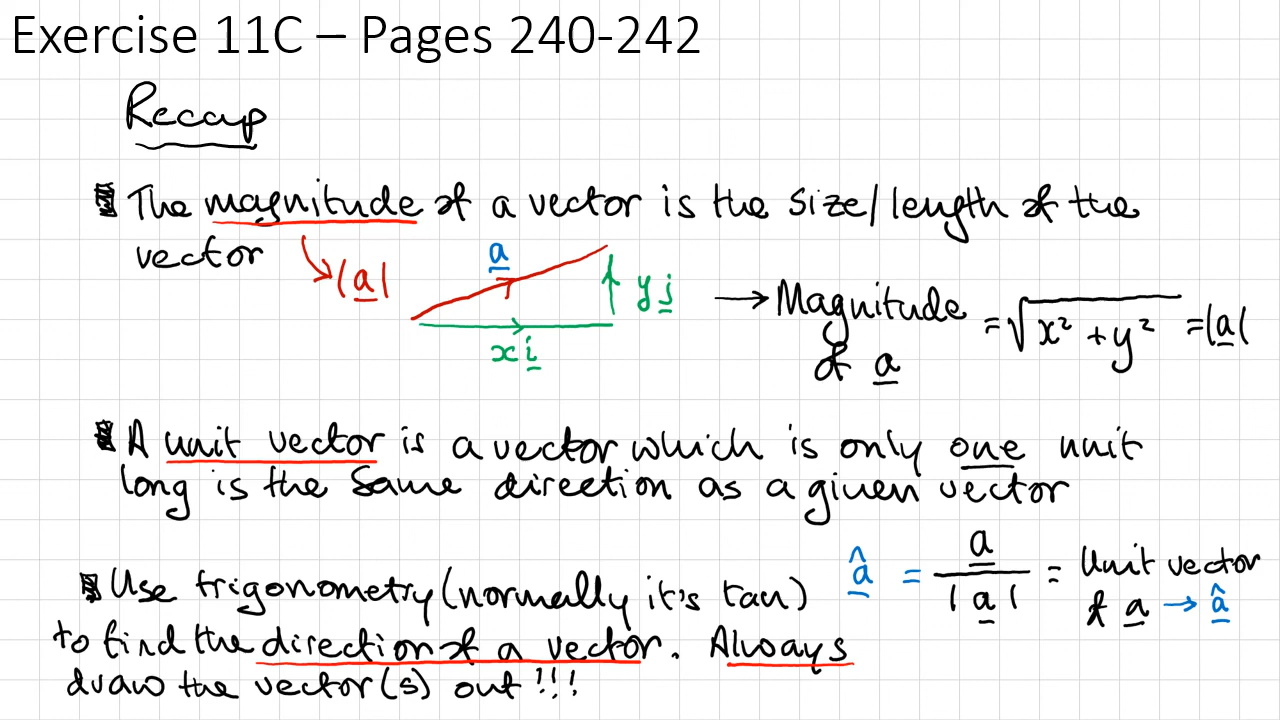 Exercise 11C – Pages 240-242
Recap
The magnitude of a vector is the size/length of the
vector
|a|
a
y j
x i
→ Magnitude of a = √x² + y² = |a|
A unit vector is a vector which is only one unit
long is the same direction as a given vector
â = a / |a| = Unit vector
of a → â
Use trigonometry (normally it's tan)
to find the direction of a vector. Always
draw the vector(s) out!!!